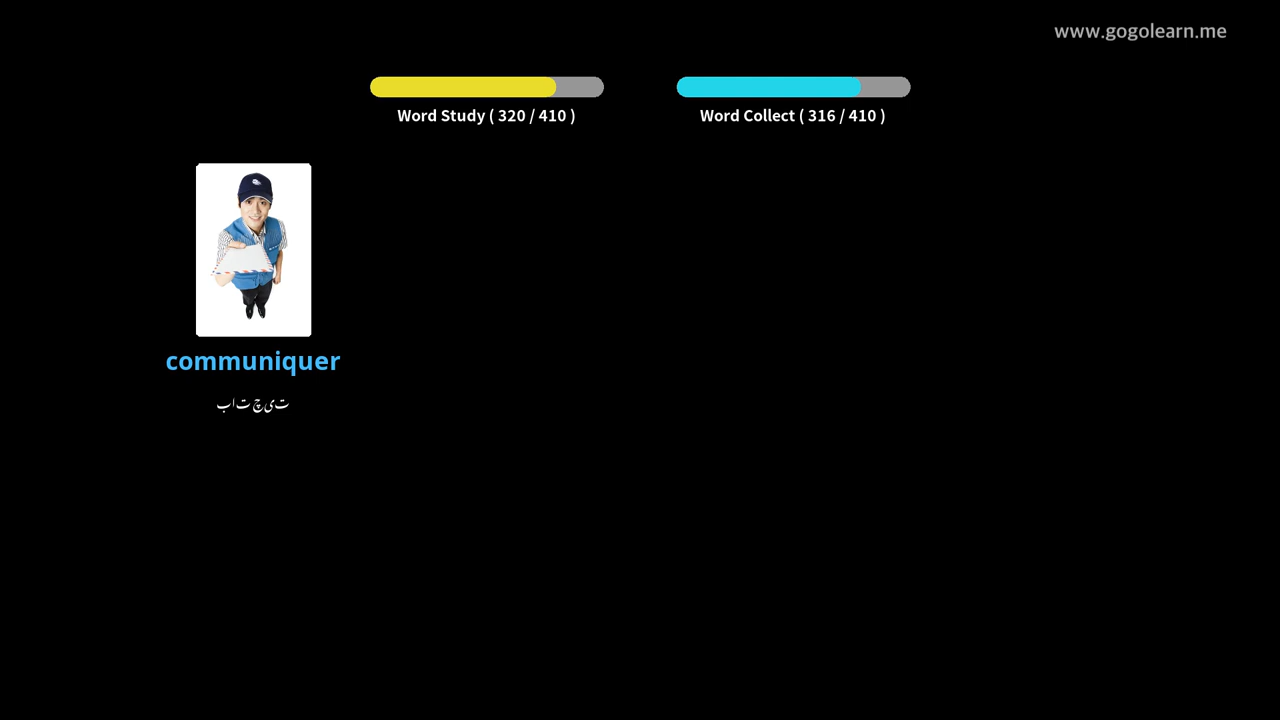 www.gogolearn.me
Word Study ( 320 / 410 )
Word Collect ( 316 / 410 )
communiquer
بات چیت